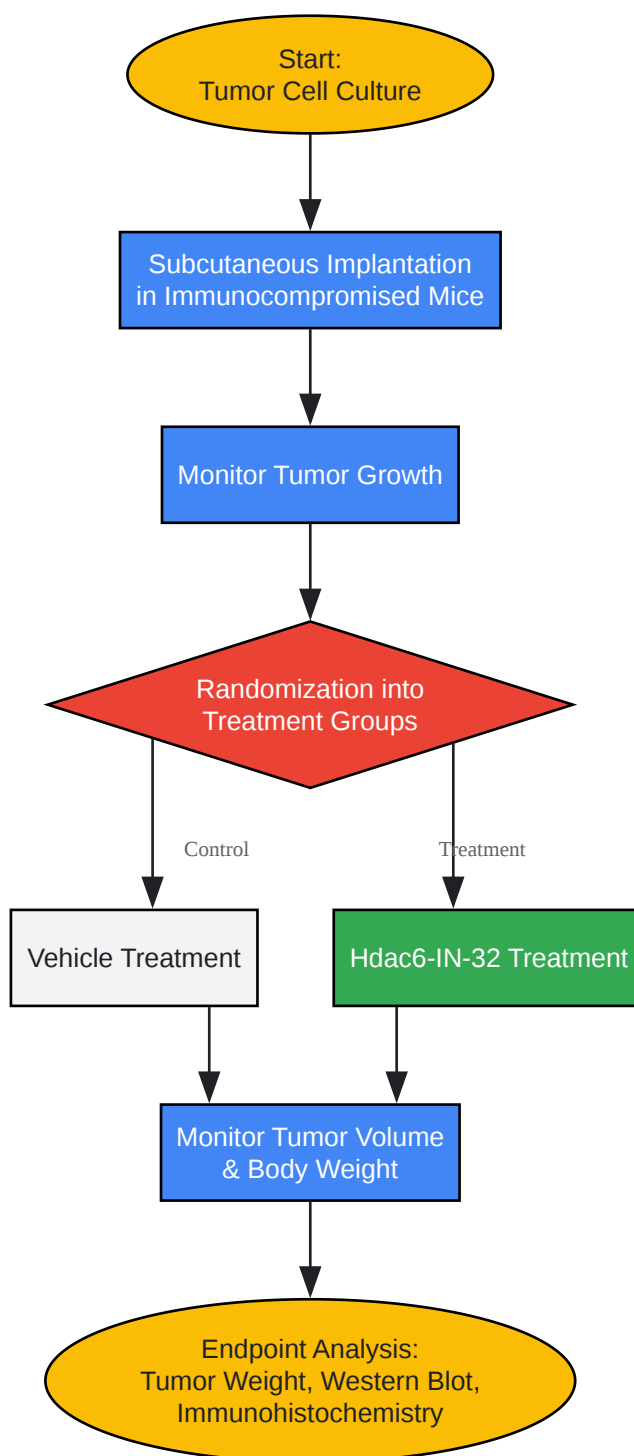 Start:
Tumor Cell Culture
Subcutaneous Implantation
in Immunocompromised Mice
Monitor Tumor Growth
Randomization into
Treatment Groups
Control
Treatment
Vehicle Treatment
Hdac6-IN-32 Treatment
Monitor Tumor Volume
& Body Weight
Endpoint Analysis:
Tumor Weight, Western Blot,
Immunohistochemistry